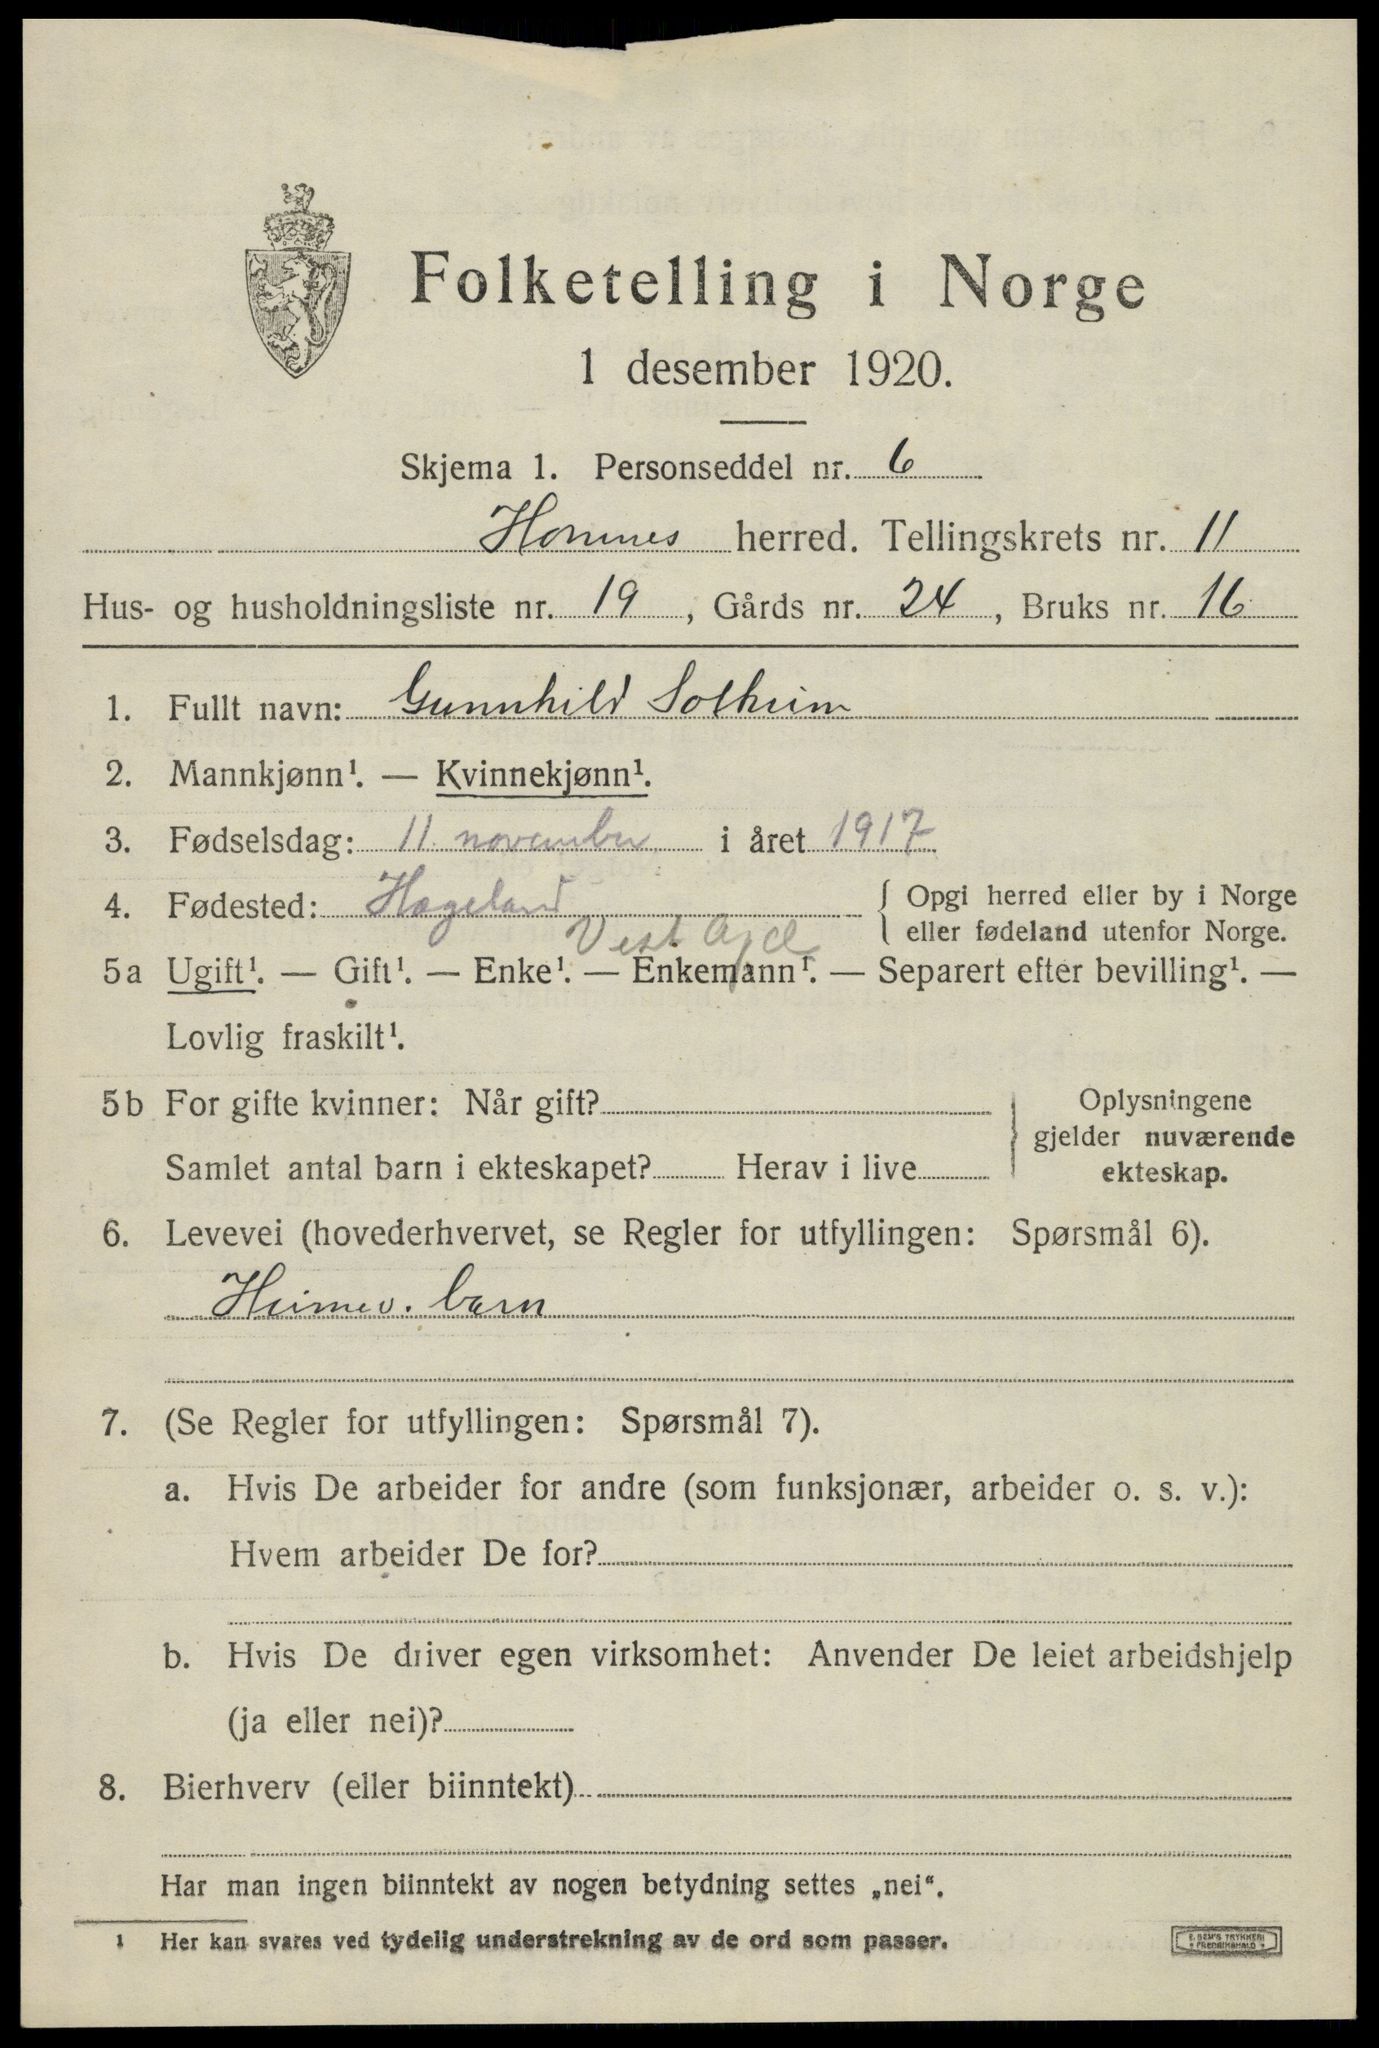 Folketelling i Norge
1 desember 1920.
Skjema 1. Personseddel nr. 6
Hornnes herred. Tellingskrets nr. 11
Hus- og husholdningsliste nr. 19, Gårds nr. 24, Bruks nr. 16
1. Fullt navn: Gunnhild Solheim
2. Mannkjønn¹. — Kvinnekjønn¹.
3. Fødselsdag: 11. november i året 1917
4. Fødested: Hægeland { Opgi herred eller by i Norge
eller fødeland utenfor Norge.
Vest Agd
5a Ugift¹. — Gift¹. — Enke¹. — Enkemann¹. — Separert efter bevilling¹. —
Lovlig fraskilt¹.
5b For gifte kvinner: Når gift? } Oplysningene
gjelder nuværende
Samlet antal barn i ekteskapet? Herav i live
ekteskap.
6. Levevei (hovederhvervet, se Regler for utfyllingen: Spørsmål 6).
Heimev. barn
7. (Se Regler for utfyllingen: Spørsmål 7).
a. Hvis De arbeider for andre (som funksjonær, arbeider o. s. v.):
Hvem arbeider De for?
b. Hvis De driver egen virksomhet: Anvender De leiet arbeidshjelp
(ja eller nei)?
8. Bierhverv (eller biinntekt)
Har man ingen biinntekt av nogen betydning settes „nei“.
1 Her kan svares ved tydelig understrekning av de ord som passer.
E. SEM'S TRYKKERI
FREDRIKSHALD